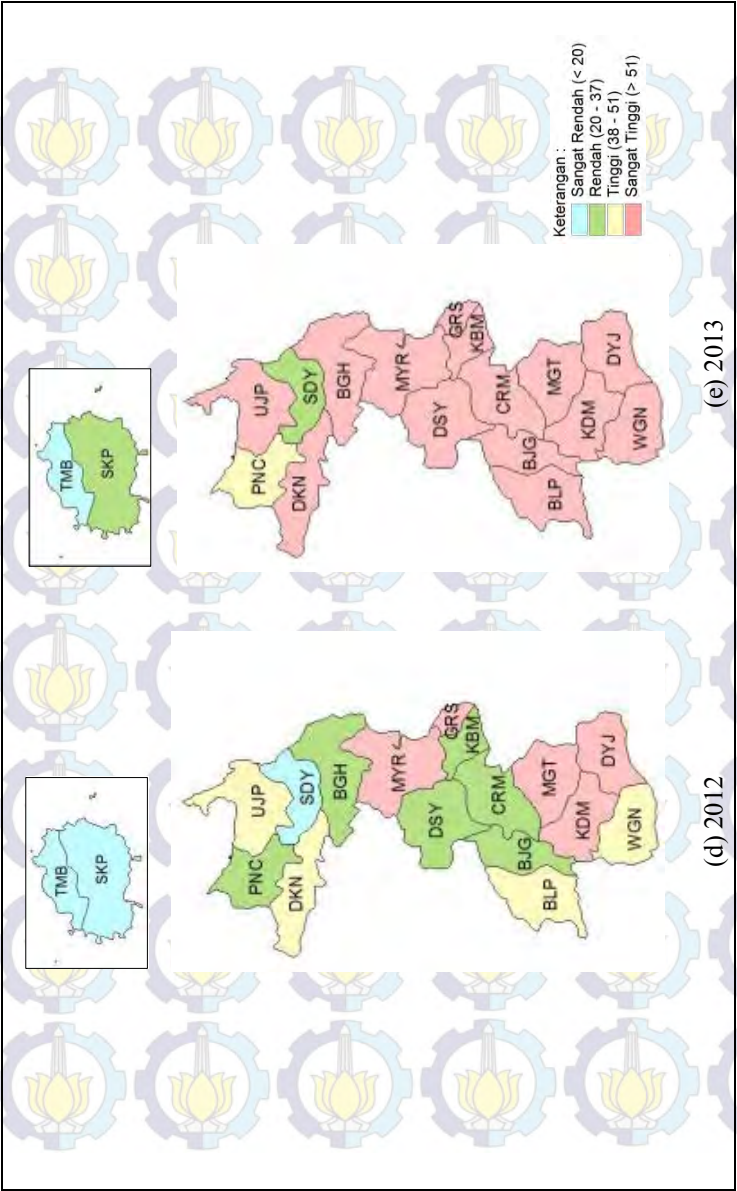 TMB
SKP
PNC
UJP
SDY
DKN
BGH
MYR
DSY
GRS
KBM
CRM
BJG
BLP
MGT
KDM
DYJ
WGN
(d) 2012
TMB
SKP
PNC
UJP
SDY
DKN
BGH
MYR
DSY
GRS
KBM
CRM
BJG
BLP
MGT
KDM
DYJ
WGN
(e) 2013
Keterangan :
Sangat Rendah (< 20)
Rendah (20 - 37)
Tinggi (38 - 51)
Sangat Tinggi (> 51)